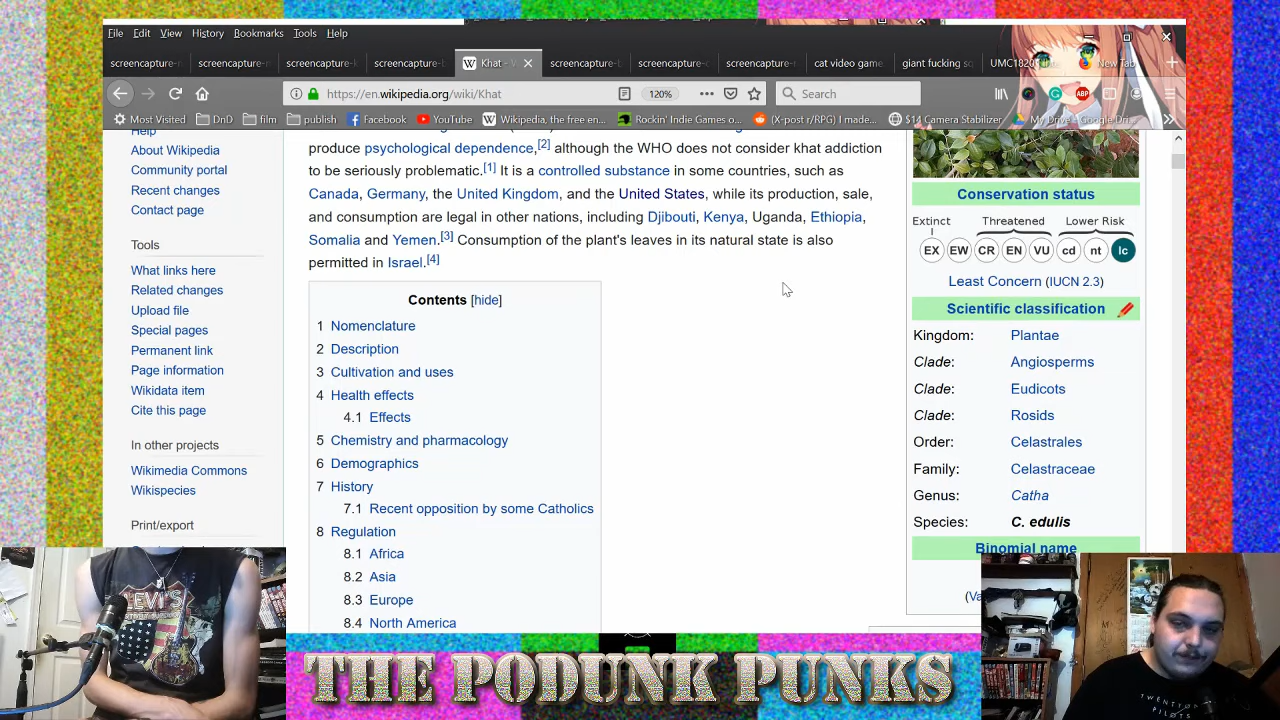 File Edit View History Bookmarks Tools Help
screencapture- screencapture- screencapture- screencapture- Khat - screencapture- screencapture- screencapture- cat video game giant fucking sq UMC1820 New Tab
https://en.wikipedia.org/wiki/Khat 120% Search
Most Visited DnD film publish Facebook YouTube Wikipedia, the free en... Rockin' Indie Games o... (X-post r/RPG) I made... $14 Camera Stabilizer My Drive - Google Dri...
Help
About Wikipedia
Community portal
Recent changes
Contact page
Tools
What links here
Related changes
Upload file
Special pages
Permanent link
Page information
Wikidata item
Cite this page
In other projects
Wikimedia Commons
Wikispecies
Print/export
produce psychological dependence,[2] although the WHO does not consider khat addiction
to be seriously problematic.[1] It is a controlled substance in some countries, such as
Canada, Germany, the United Kingdom, and the United States, while its production, sale,
and consumption are legal in other nations, including Djibouti, Kenya, Uganda, Ethiopia,
Somalia and Yemen.[3] Consumption of the plant's leaves in its natural state is also
permitted in Israel.[4]
Contents [hide]
1 Nomenclature
2 Description
3 Cultivation and uses
4 Health effects
4.1 Effects
5 Chemistry and pharmacology
6 Demographics
7 History
7.1 Recent opposition by some Catholics
8 Regulation
8.1 Africa
8.2 Asia
8.3 Europe
8.4 North America
Conservation status
Extinct Threatened Lower Risk
EX EW CR EN VU cd nt lc
Least Concern (IUCN 2.3)
Scientific classification
Kingdom: Plantae
Clade: Angiosperms
Clade: Eudicots
Clade: Rosids
Order: Celastrales
Family: Celastraceae
Genus: Catha
Species: C. edulis
Binomial name
(Va
LEVI'S
TWENTY
PILOTS
THE PODUNK PUNKS